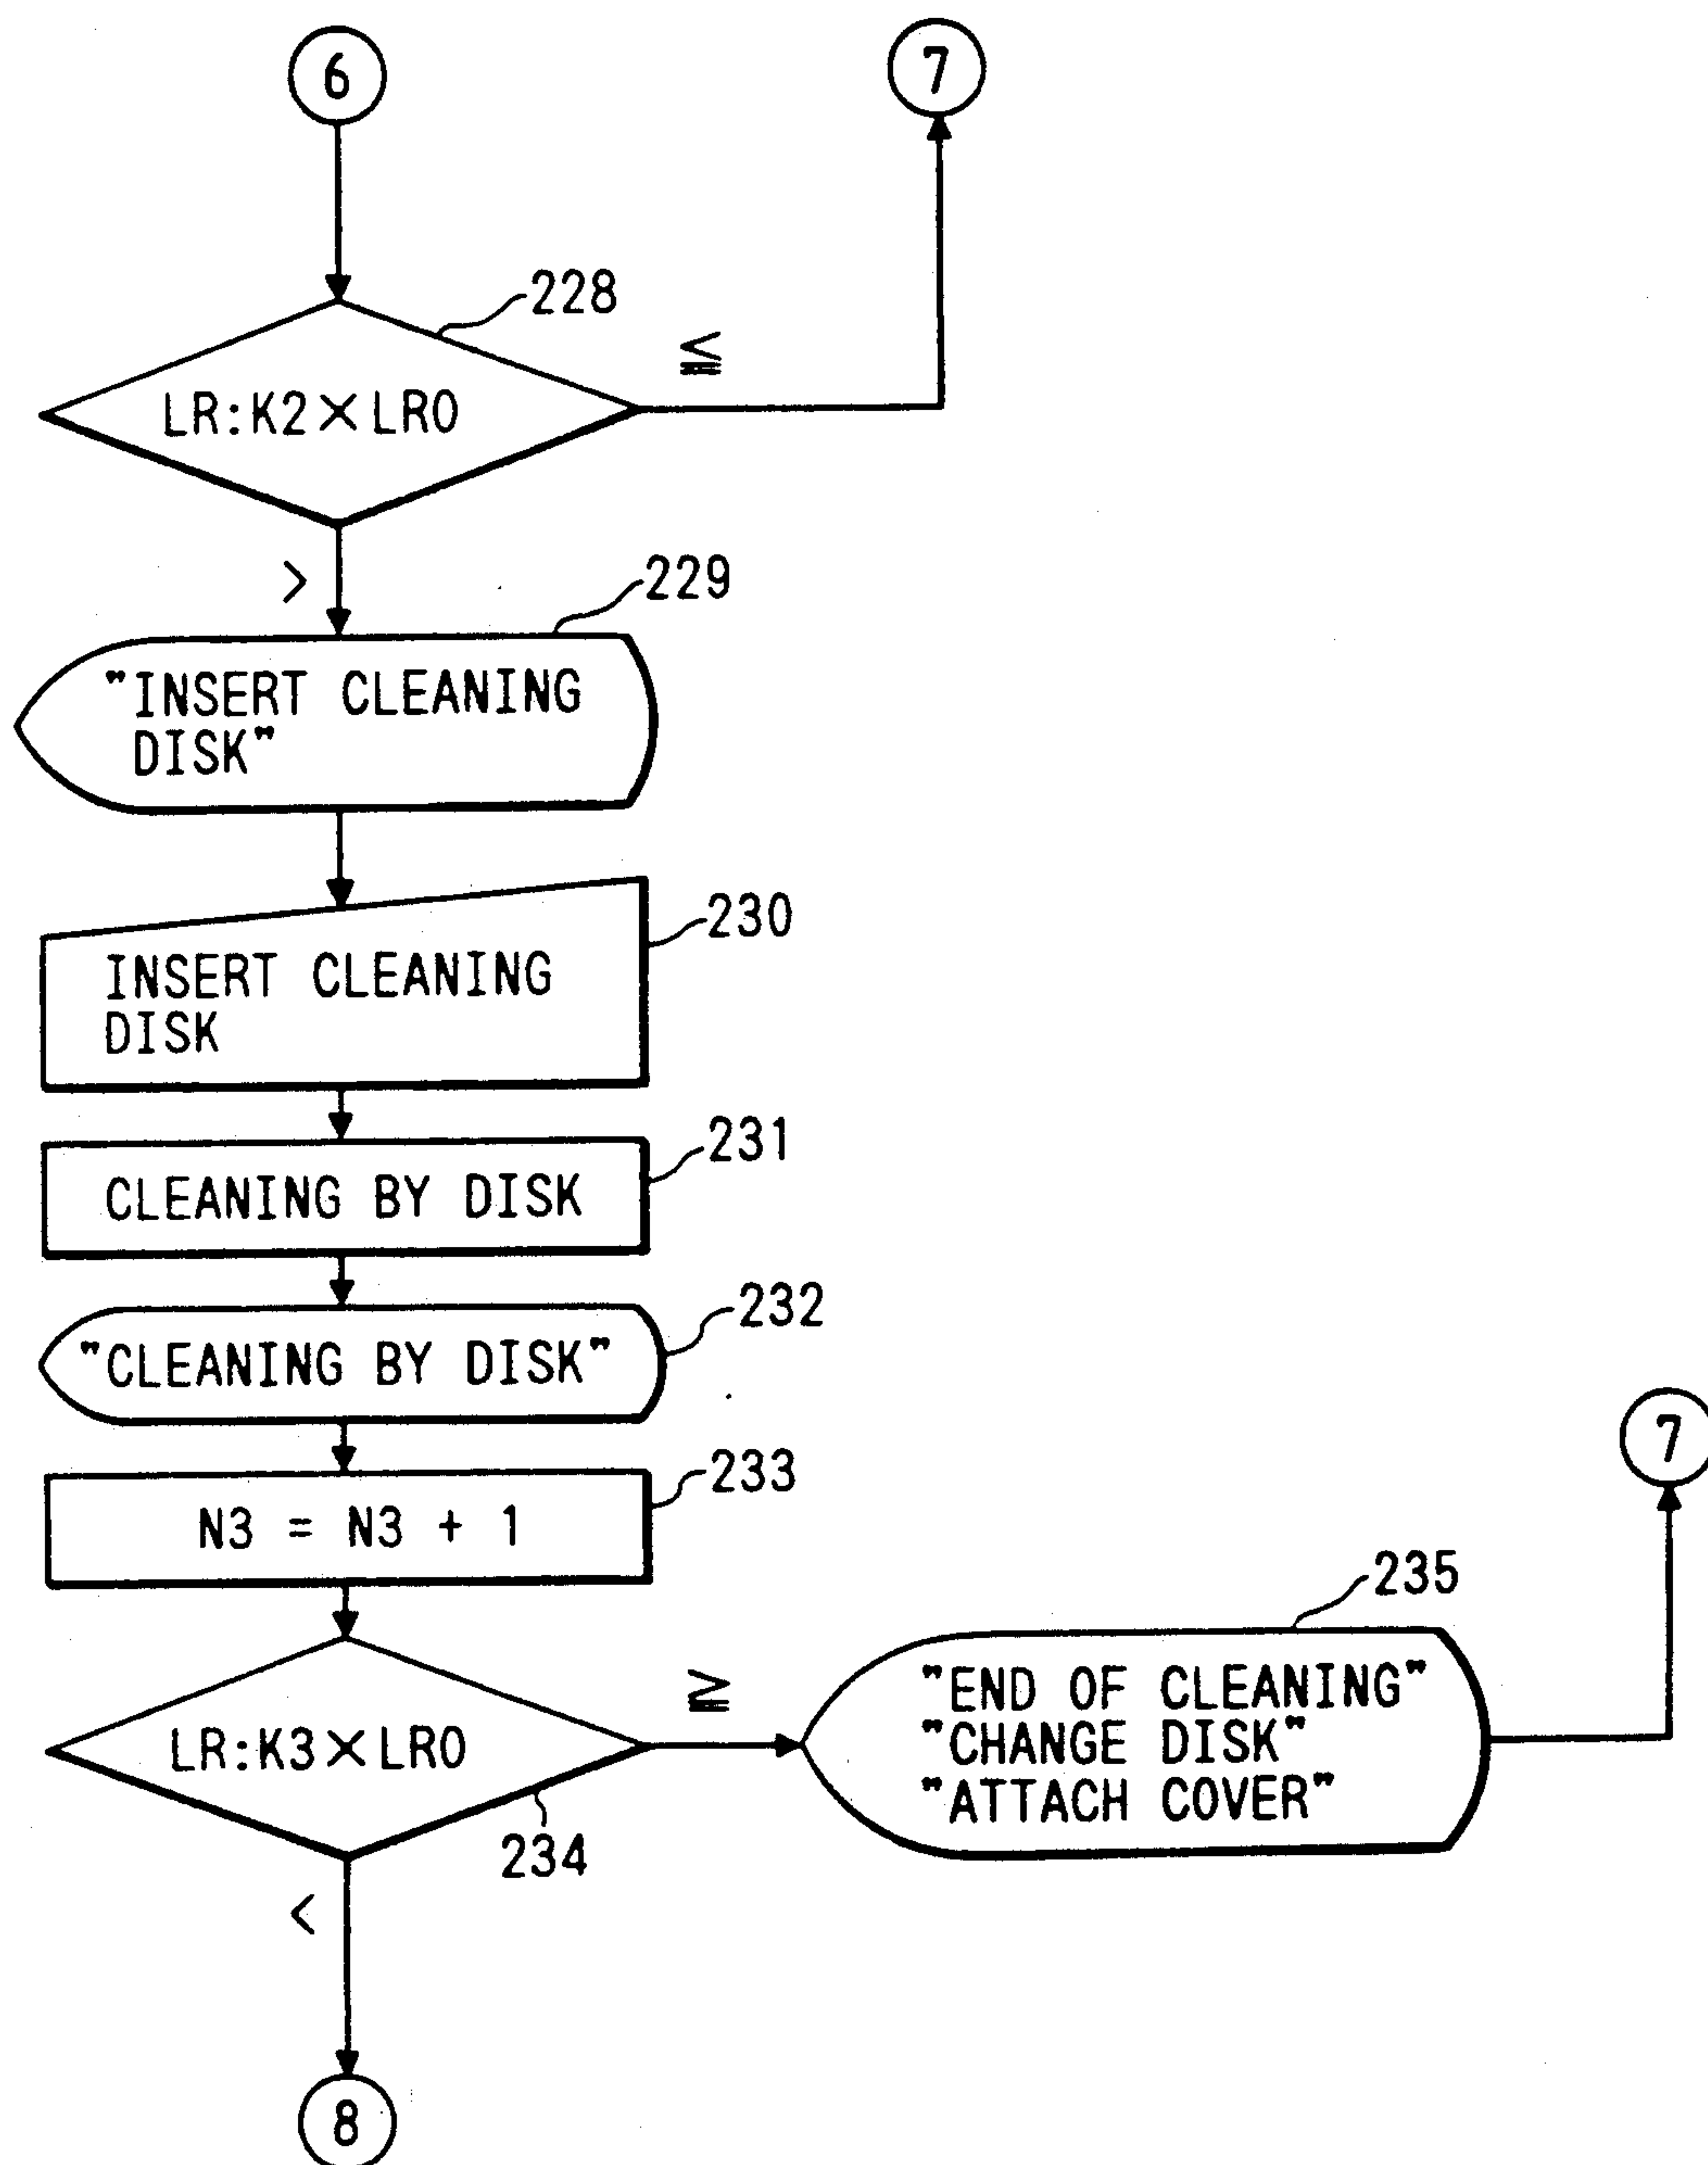 6
7
228
≦
LR:K2×LR0
>
229
"INSERT CLEANING
DISK"
230
INSERT CLEANING
DISK
231
CLEANING BY DISK
232
"CLEANING BY DISK"
7
233
N3 = N3 + 1
235
≧
"END OF CLEANING"
"CHANGE DISK"
"ATTACH COVER"
LR:K3×LR0
234
<
8